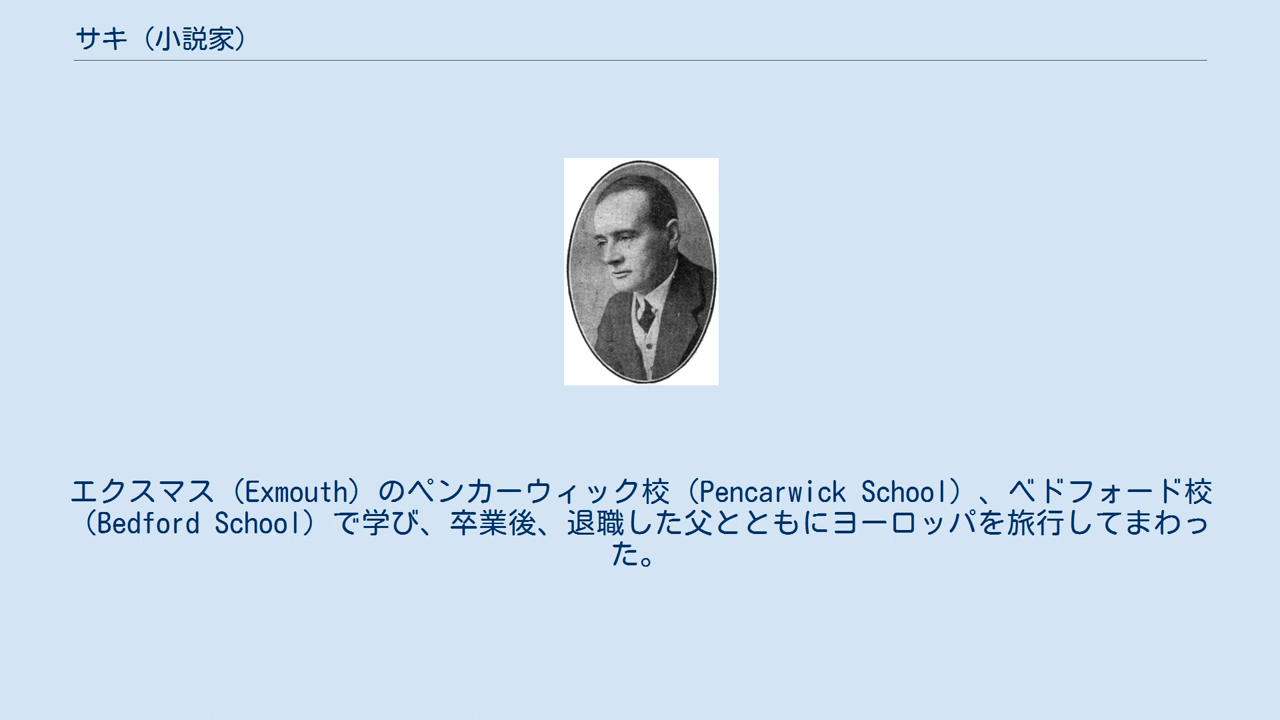 サキ（小説家）
エクスマス（Exmouth）のペンカーウィック校（Pencarwick School）、ベドフォード校
（Bedford School）で学び、卒業後、退職した父とともにヨーロッパを旅行してまわっ
た。